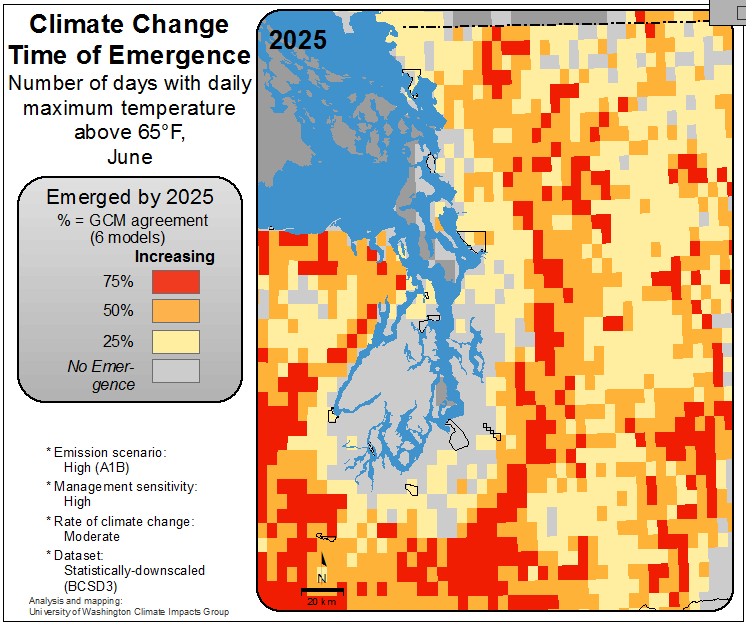 Climate Change
Time of Emergence
Number of days with daily
maximum temperature
above 65°F,
June
Emerged by 2025
% = GCM agreement
(6 models)
Increasing
75%
50%
25%
No Emer-
gence
* Emission scenario:
High (A1B)
* Management sensitivity:
High
* Rate of climate change:
Moderate
* Dataset:
Statistically-downscaled
(BCSD3)
Analysis and mapping:
University of Washington Climate Impacts Group
2025
N
20 km